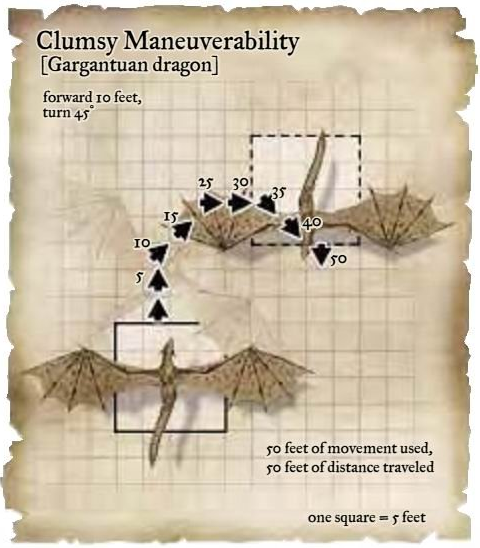 Clumsy Maneuverability
[Gargantuan dragon]
forward 10 feet,
turn 45°
25
30
35
15
40
10
50
5
50 feet of movement used,
50 feet of distance traveled
one square = 5 feet